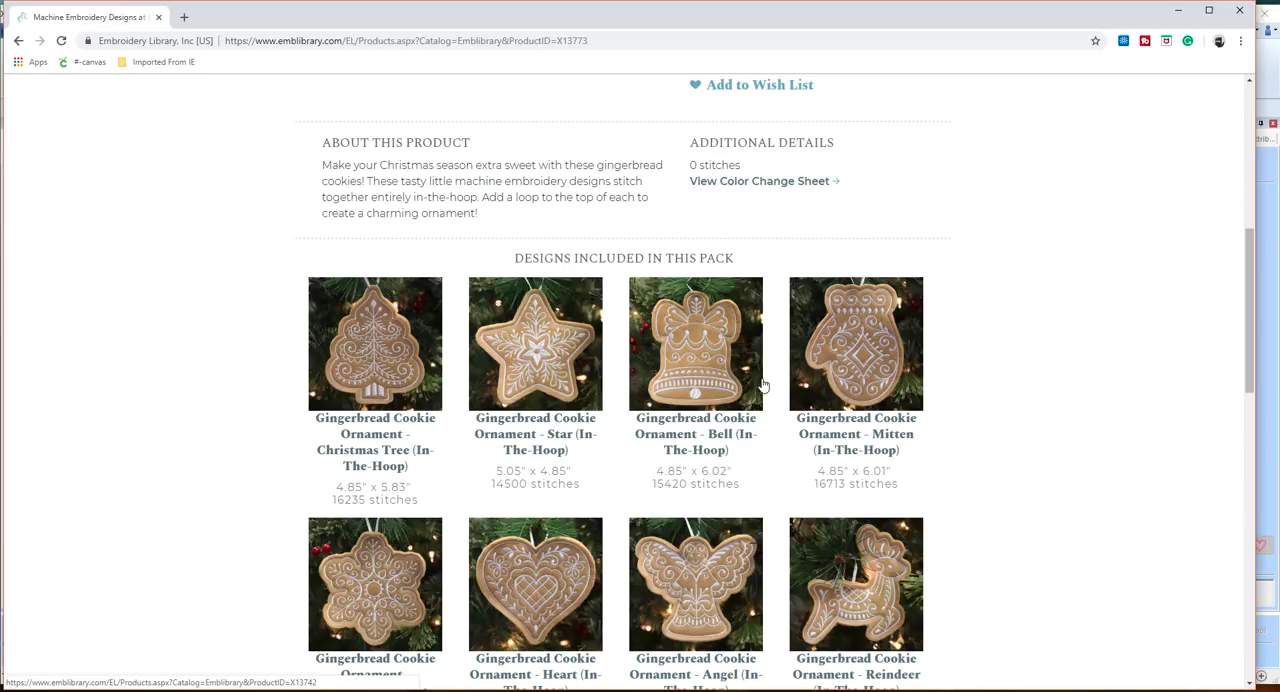 Machine Embroidery Designs at
Embroidery Library, Inc [US] | https://www.emblibrary.com/EL/Products.aspx?Catalog=Emblibrary&ProductID=X13773
Apps #-canvas Imported From IE
Add to Wish List
ABOUT THIS PRODUCT
Make your Christmas season extra sweet with these gingerbread
cookies! These tasty little machine embroidery designs stitch
together entirely in-the-hoop. Add a loop to the top of each to
create a charming ornament!
ADDITIONAL DETAILS
0 stitches
View Color Change Sheet →
DESIGNS INCLUDED IN THIS PACK
Gingerbread Cookie
Ornament -
Christmas Tree (In-
The-Hoop)
4.85" x 5.83"
16235 stitches
Gingerbread Cookie
Ornament - Star (In-
The-Hoop)
5.05" x 4.85"
14500 stitches
Gingerbread Cookie
Ornament - Bell (In-
The-Hoop)
4.85" x 6.02"
15420 stitches
Gingerbread Cookie
Ornament - Mitten
(In-The-Hoop)
4.85" x 6.01"
16713 stitches
Gingerbread Cookie
Ornament
Gingerbread Cookie
Ornament - Heart (In-
The-Hoop)
Gingerbread Cookie
Ornament - Angel (In-
The-Hoop)
Gingerbread Cookie
Ornament - Reindeer
(In-The-Hoop)
https://www.emblibrary.com/EL/Products.aspx?Catalog=Emblibrary&ProductID=X13742